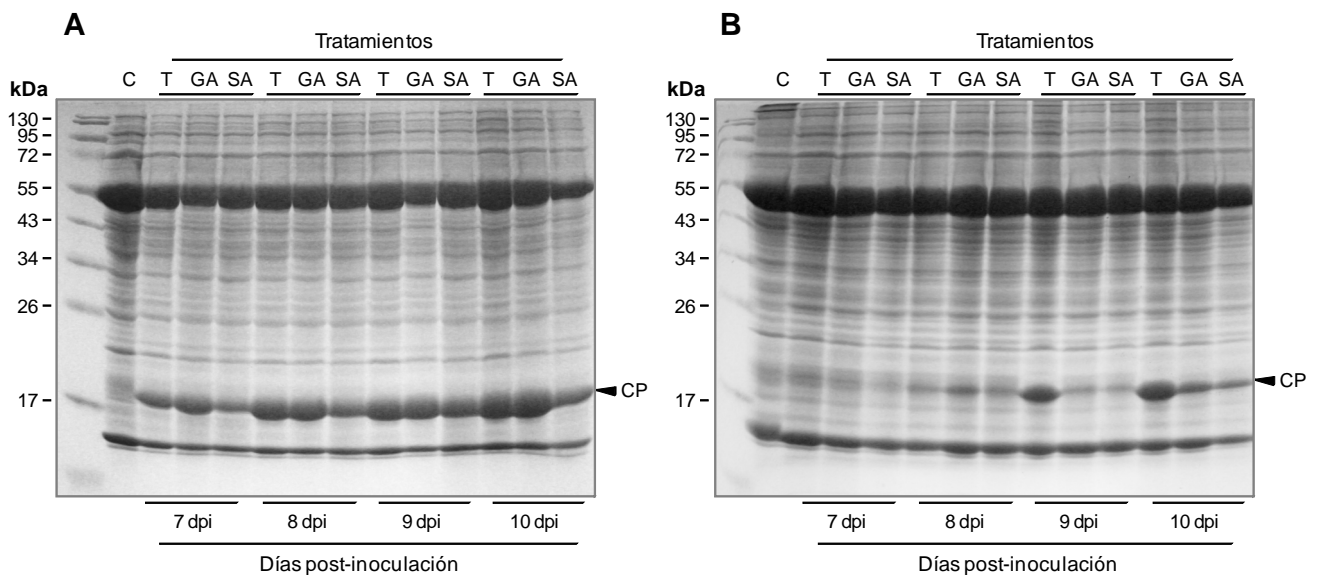 A
Tratamientos
kDa
C T GA SA T GA SA T GA SA T GA SA
130
95
72
55
43
34
26
17
CP
7 dpi 8 dpi 9 dpi 10 dpi
Días post-inoculación
B
Tratamientos
kDa
C T GA SA T GA SA T GA SA T GA SA
130
95
72
55
43
34
26
17
CP
7 dpi 8 dpi 9 dpi 10 dpi
Días post-inoculación